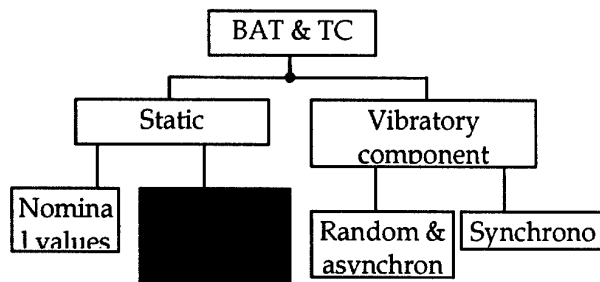 BAT & TC
Static
Vibratory
component
Nomina
l values
Random &
asynchron
Synchrono